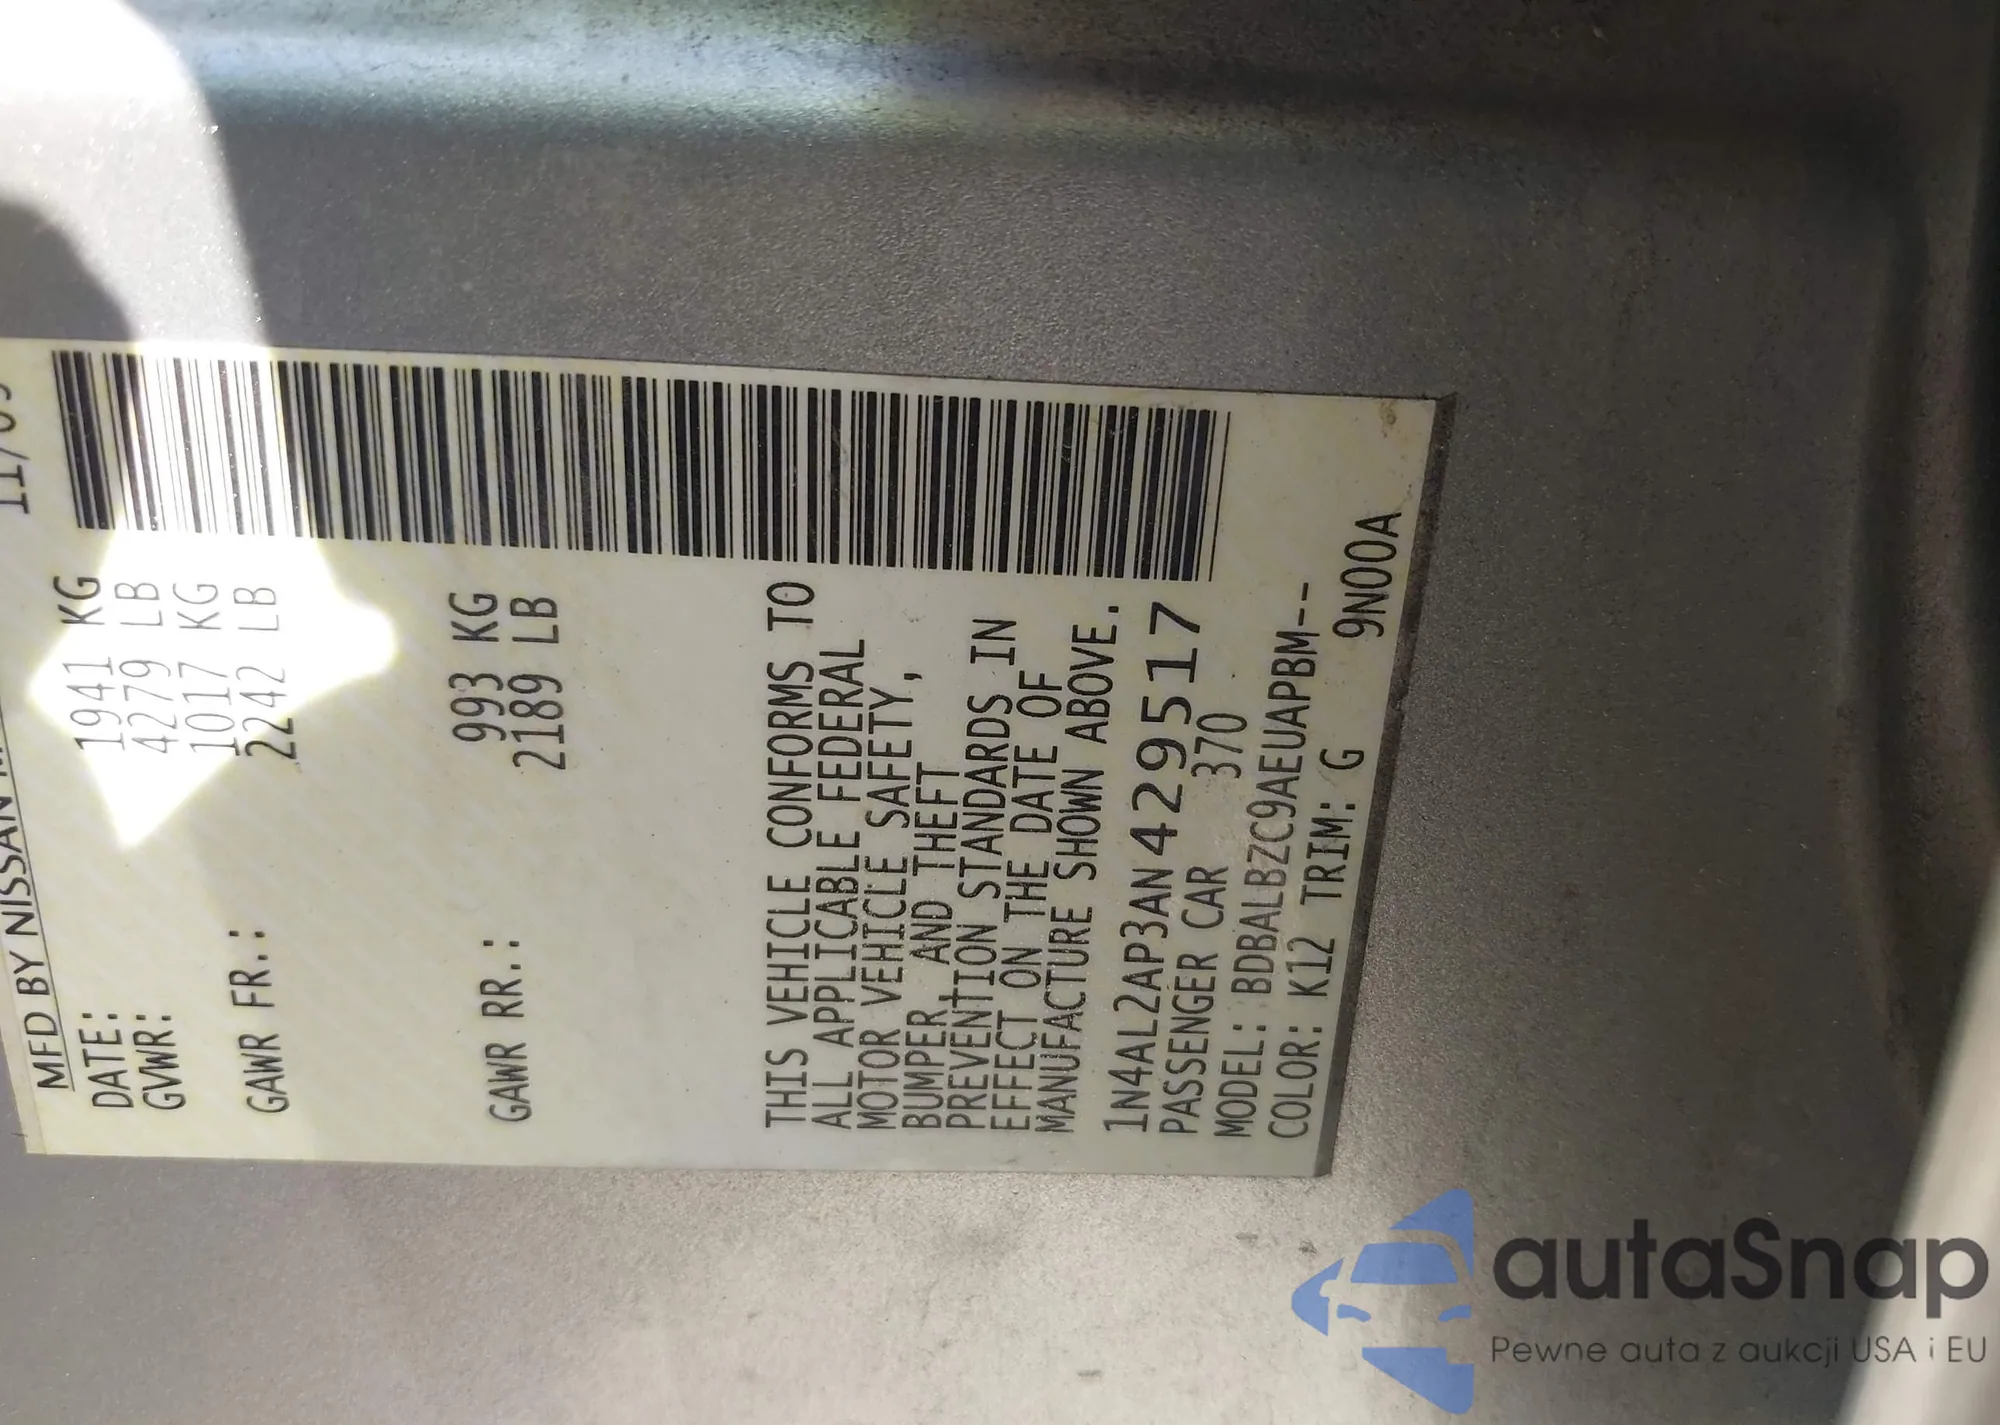 MFD BY NISSAN
DATE: 11/09
GVWR: 1941 KG
4279 LB
GAWR FR.: 1017 KG
2242 LB
GAWR RR.: 993 KG
2189 LB
THIS VEHICLE CONFORMS TO
ALL APPLICABLE FEDERAL
MOTOR VEHICLE SAFETY,
BUMPER, AND THEFT
PREVENTION STANDARDS IN
EFFECT ON THE DATE OF
MANUFACTURE SHOWN ABOVE.
1N4AL2AP3AN429517
PASSENGER CAR 370
MODEL: BDBALBZC9AEUAPBM--
COLOR: K12 TRIM: G 9N00A
autaSnap
Pewne auta z aukcji USA i EU